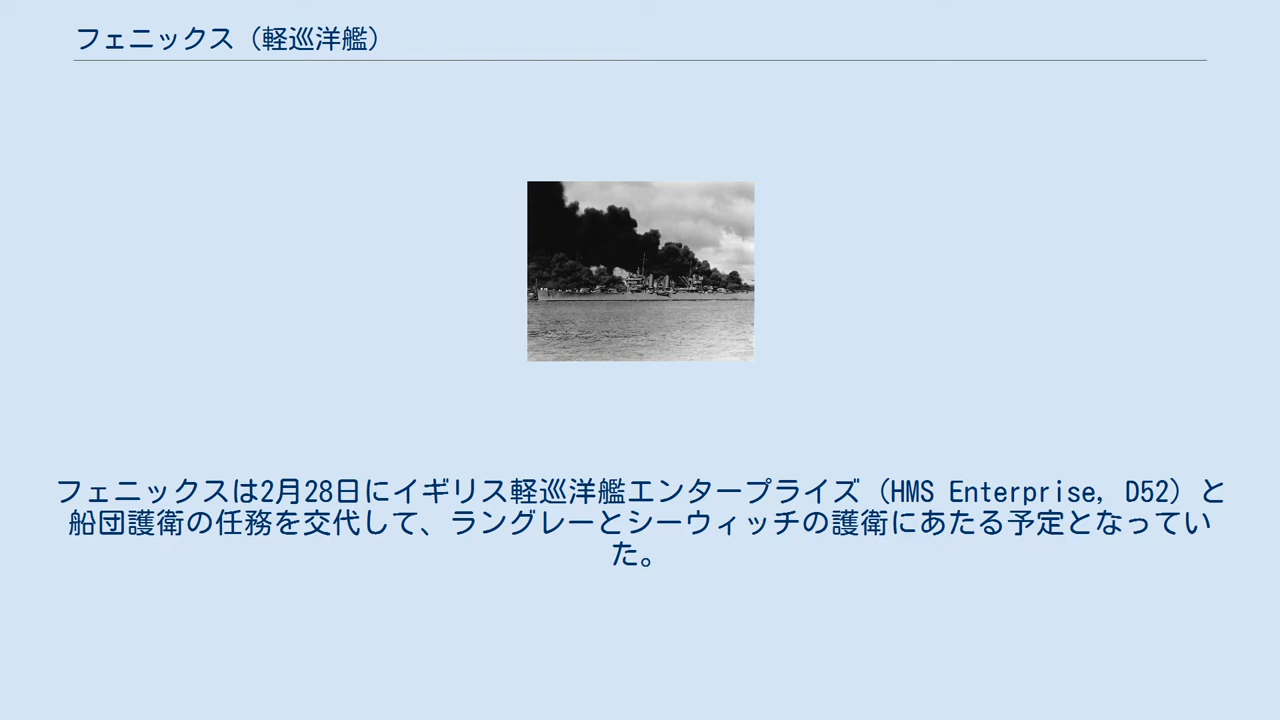 フェニックス（軽巡洋艦）
フェニックスは2月28日にイギリス軽巡洋艦エンタープライズ（HMS Enterprise, D52）と
船団護衛の任務を交代して、ラングレーとシーウィッチの護衛にあたる予定となってい
た。